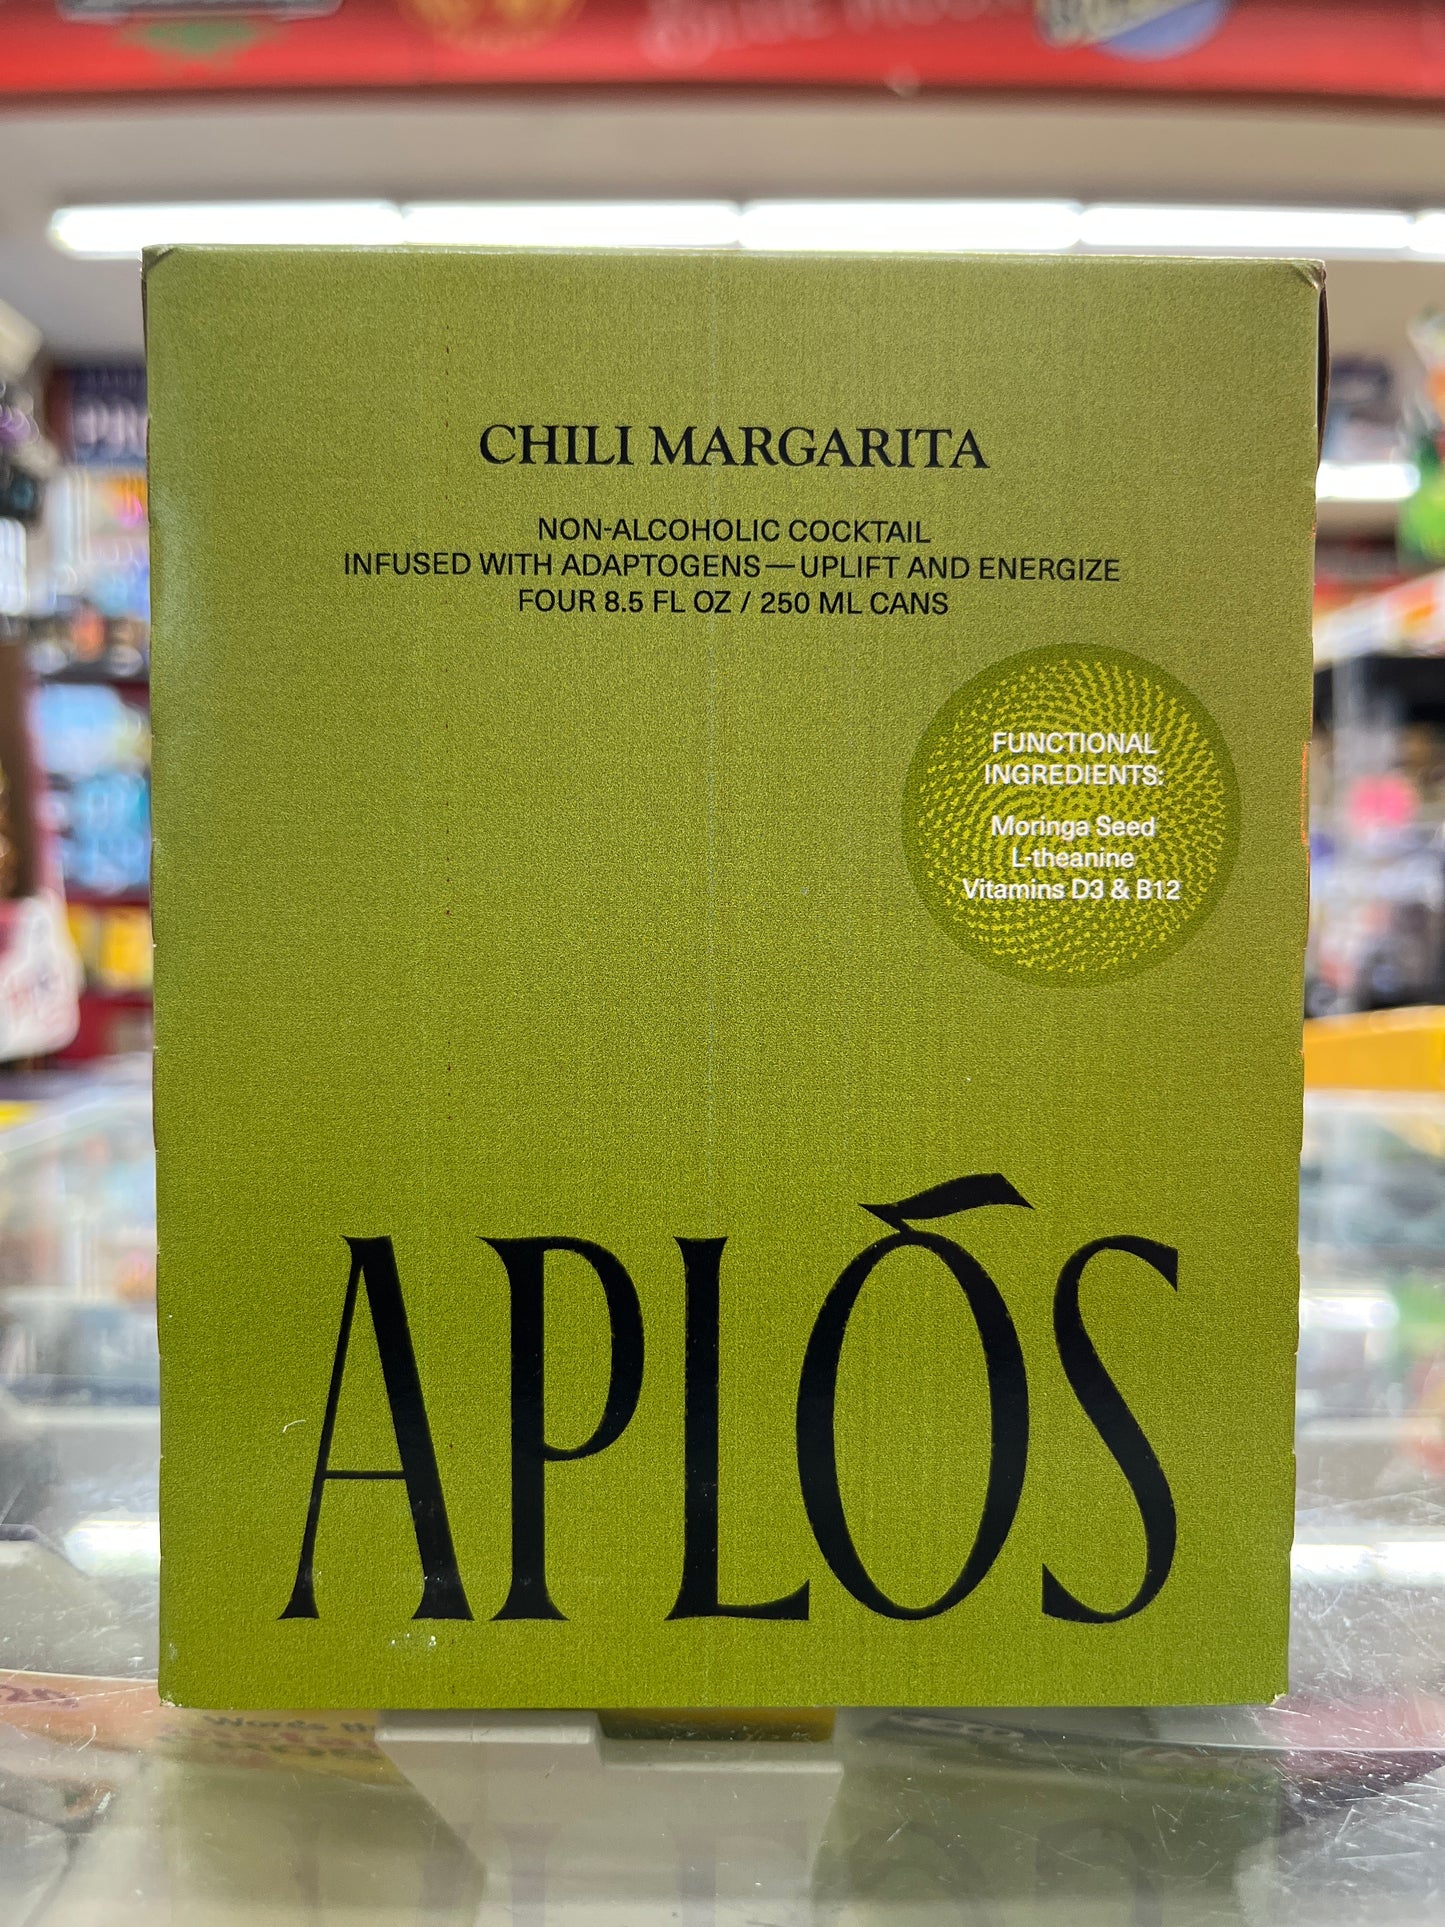 CHILI MARGARITA
NON-ALCOHOLIC COCKTAIL
INFUSED WITH ADAPTOGENS—UPLIFT AND ENERGIZE
FOUR 8.5 FL OZ / 250 ML CANS
FUNCTIONAL
INGREDIENTS:
Moringa Seed
L-theanine
Vitamins D3 & B12
APLÓS